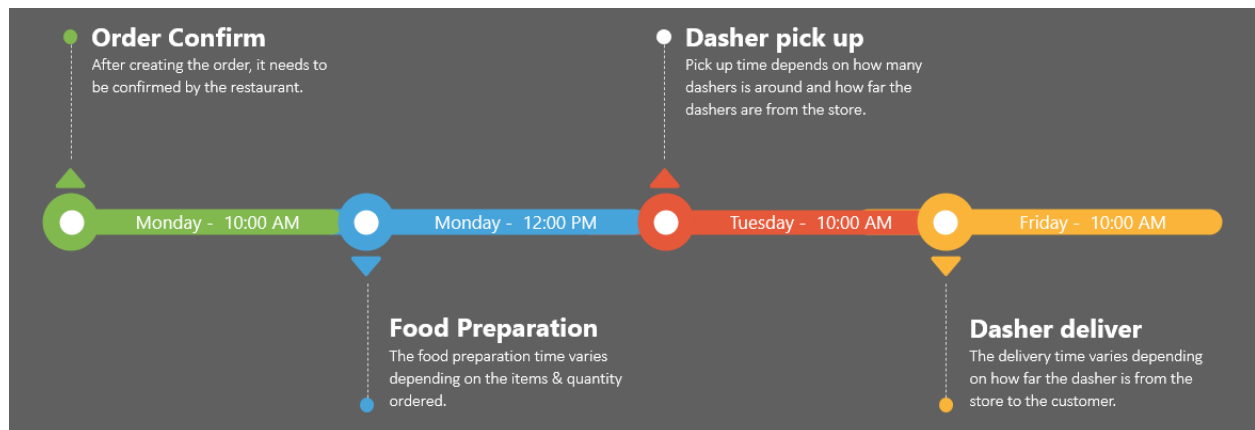 Order Confirm
After creating the order, it needs to
be confirmed by the restaurant.
Dasher pick up
Pick up time depends on how many
dashers is around and how far the
dashers are from the store.
Monday - 10:00 AM
Monday - 12:00 PM
Tuesday - 10:00 AM
Friday - 10:00 AM
Food Preparation
The food preparation time varies
depending on the items & quantity
ordered.
Dasher deliver
The delivery time varies depending
on how far the dasher is from the
store to the customer.